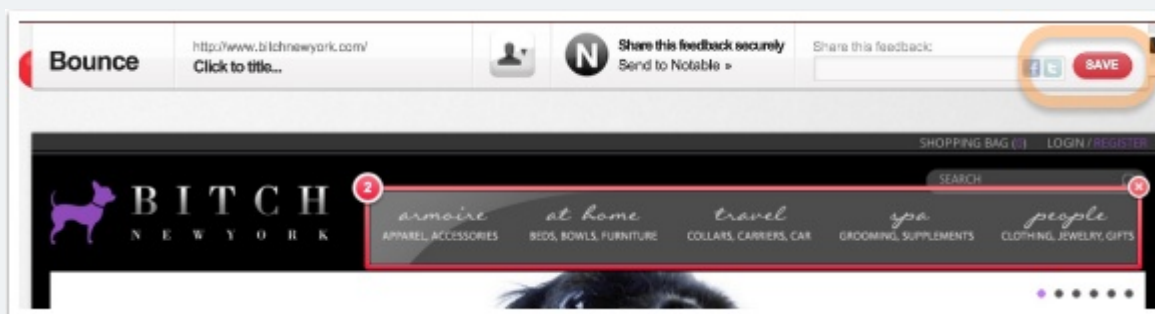 Bounce
http://www.bitchnewyork.com/
Click to title...
N
Share this feedback securely
Send to Notable »
Share this feedback:
SAVE
SHOPPING BAG (0) LOGIN / REGISTER
SEARCH
BITCH
NEW YORK
2
armoire
APPAREL, ACCESSORIES
at home
BEDS, BOWLS, FURNITURE
travel
COLLARS, CARRIERS, CAR
spa
GROOMING, SUPPLEMENTS
people
CLOTHING, JEWELRY, GIFTS